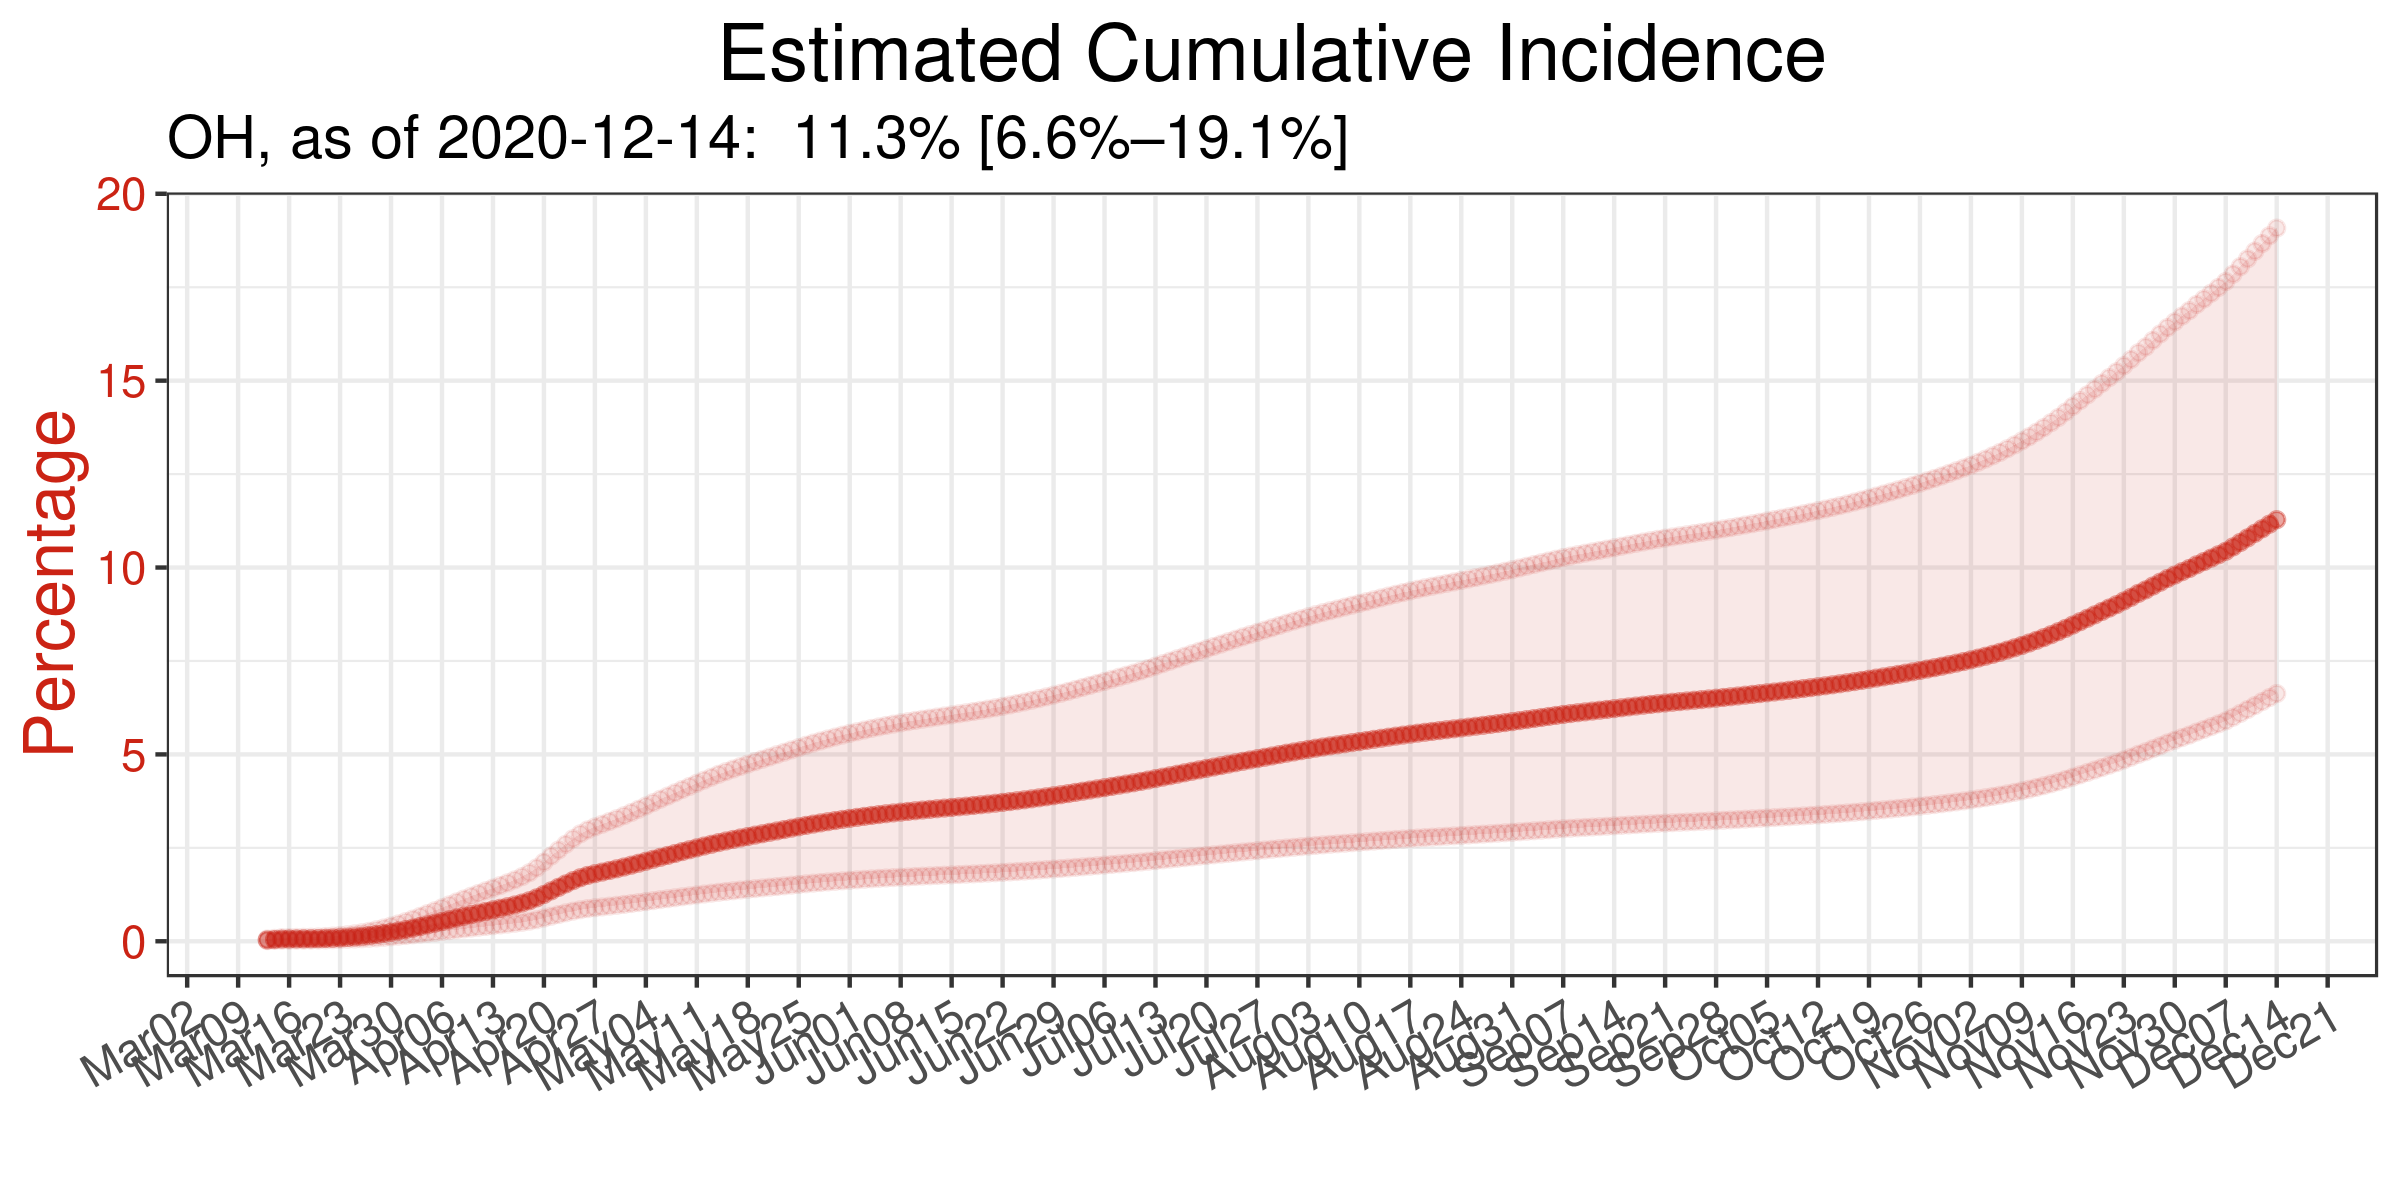 Estimated Cumulative Incidence
OH, as of 2020-12-14:  11.3% [6.6%–19.1%]
Percentage
20
15
10
5
0
Mar02
Mar09
Mar16
Mar23
Mar30
Apr06
Apr13
Apr20
Apr27
May04
May11
May18
May25
Jun01
Jun08
Jun15
Jun22
Jun29
Jul06
Jul13
Jul20
Jul27
Aug03
Aug10
Aug17
Aug24
Aug31
Sep07
Sep14
Sep21
Sep28
Oct05
Oct12
Oct19
Oct26
Nov02
Nov09
Nov16
Nov23
Nov30
Dec07
Dec14
Dec21